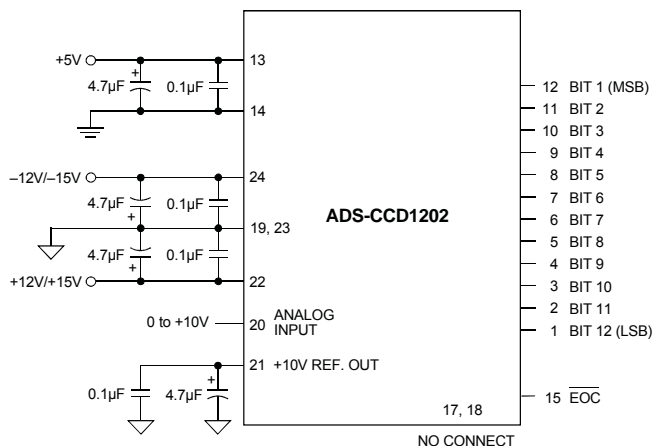 +5V
13
+
4.7µF
0.1µF
14
–12V/–15V
24
4.7µF
0.1µF
+
19, 23
4.7µF
0.1µF
+
+12V/+15V
22
0 to +10V
20 ANALOG
INPUT
21 +10V REF. OUT
+
0.1µF
4.7µF
ADS-CCD1202
12 BIT 1 (MSB)
11 BIT 2
10 BIT 3
9 BIT 4
8 BIT 5
7 BIT 6
6 BIT 7
5 BIT 8
4 BIT 9
3 BIT 10
2 BIT 11
1 BIT 12 (LSB)
15 EOC
17, 18
NO CONNECT